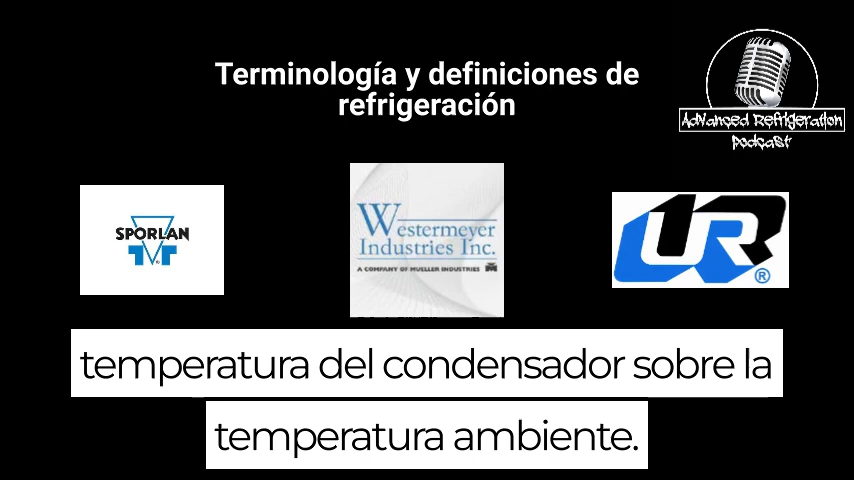 Terminología y definiciones de
refrigeración
Advanced Refrigeration
Podcast
SPORLAN
Westermeyer
Industries Inc.
A COMPANY OF MUELLER INDUSTRIES
UR
®
temperatura del condensador sobre la
temperatura ambiente.